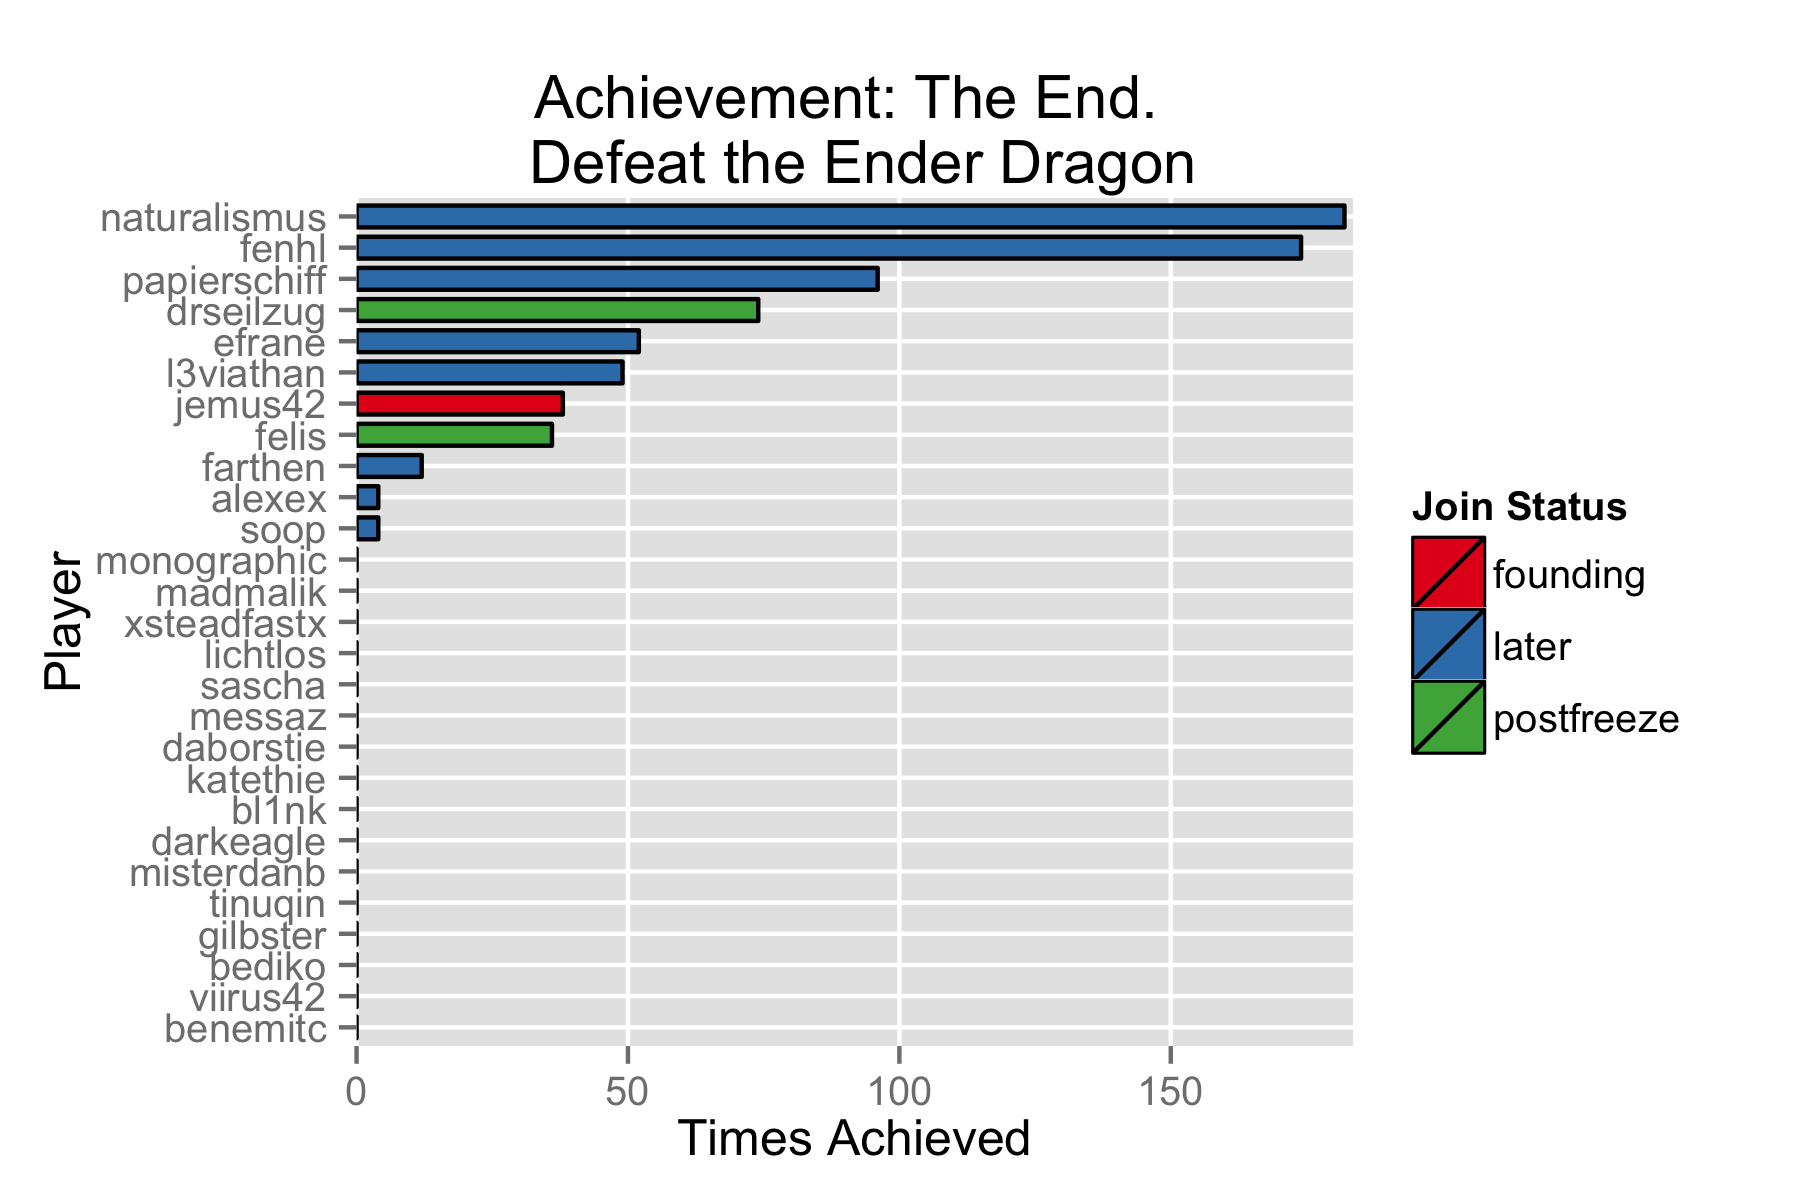 Achievement: The End.
Defeat the Ender Dragon
naturalismus
fenhl
papierschiff
drseilzug
efrane
l3viathan
jemus42
felis
farthen
alexex
soop
monographic
madmalik
xsteadfastx
lichtlos
sascha
messaz
daborstie
katethie
bl1nk
darkeagle
misterdanb
tinuqin
gilbster
bediko
viirus42
benemitc
Player
0 50 100 150
Times Achieved
Join Status
founding
later
postfreeze